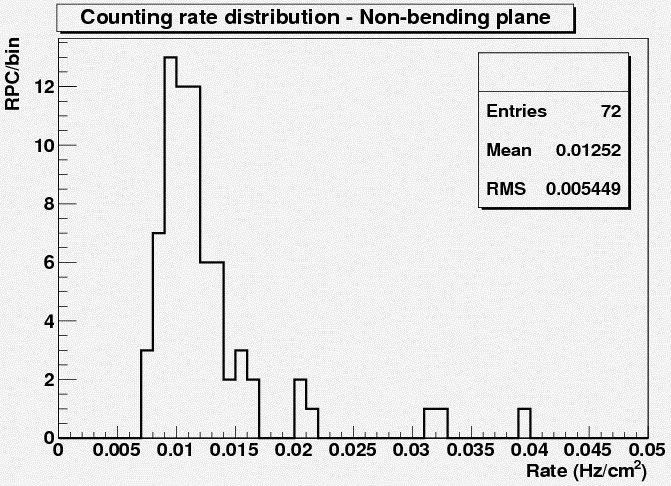 Counting rate distribution - Non-bending plane
RPC/bin
Entries 72
Mean 0.01252
RMS 0.005449
12
10
8
6
4
2
0
0 0.005 0.01 0.015 0.02 0.025 0.03 0.035 0.04 0.045 0.05
Rate (Hz/cm²)